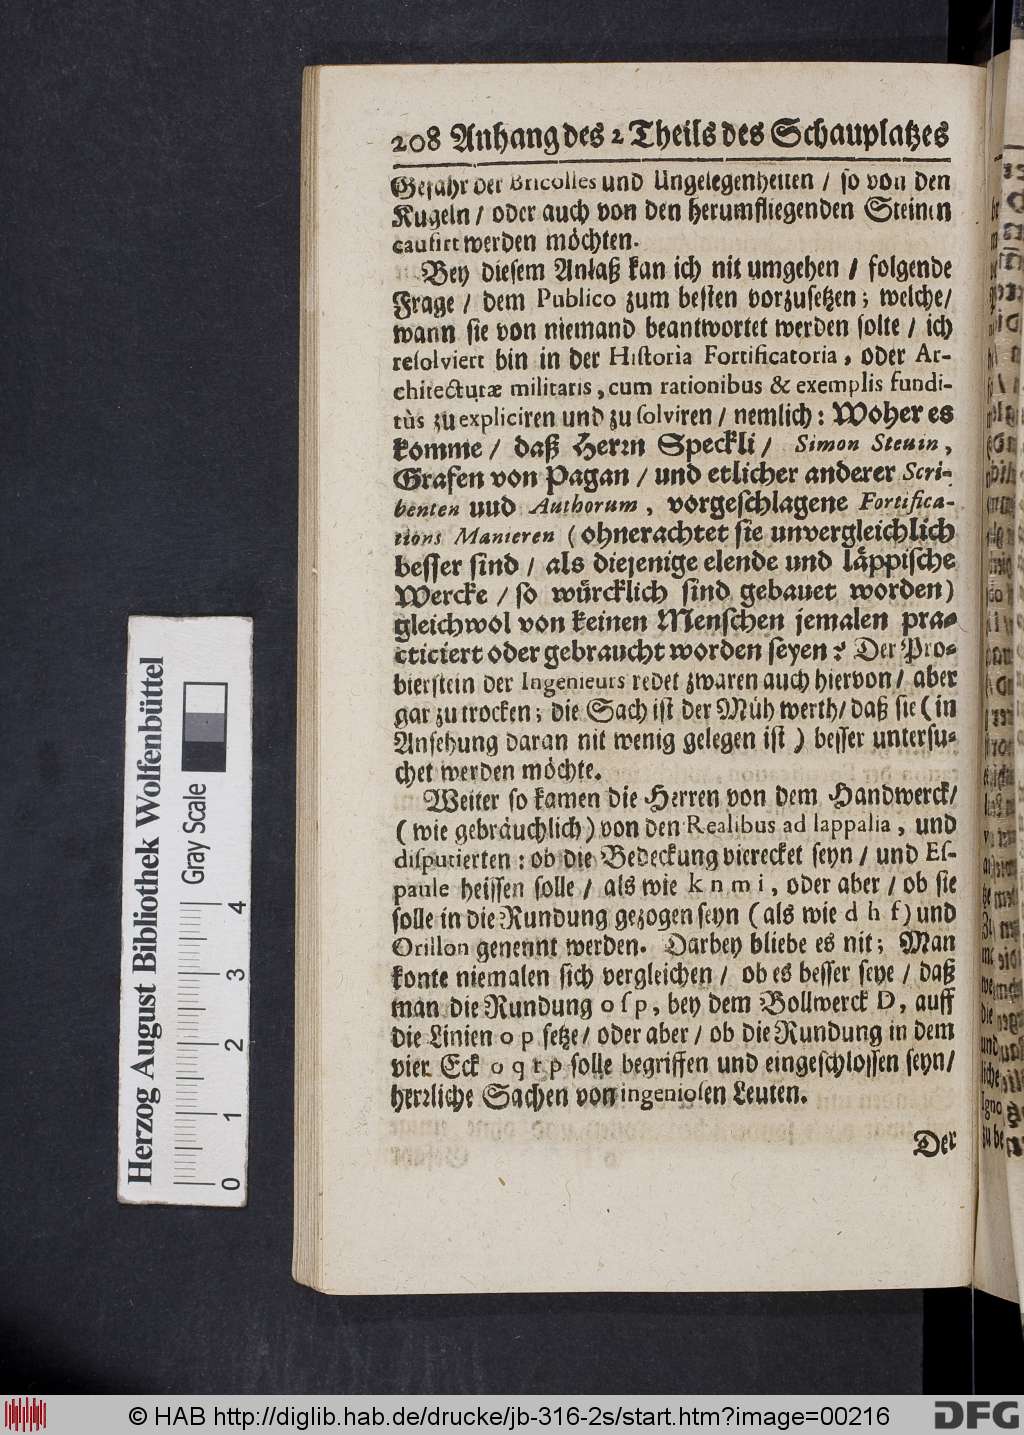 208 Anhang des 2 Theils des Schauplatzes
Gefahr der Bricolles und Ungelegenheiten / so von den
Kugeln / oder auch von den herumfliegenden Steinen
causirt werden möchten.
Bey diesem Anlaß kan ich nit umgehen / folgende
Frage / dem Publico zum besten vorzusetzen; welche/
wann sie von niemand beantwortet werden solte / ich
resolviert bin in der Historia Fortificatoria, oder Ar-
chitecturæ militaris, cum rationibus & exemplis fundi-
tùs zu expliciren und zu solviren / nemlich: Woher es
komme / daß Herrn Speckli / Simon Stevin,
Grafen von Pagan / und etlicher anderer Scri-
benten uud Authorum, vorgeschlagene Fortifica-
tions Manieren (ohnerachtet sie unvergleichlich
besser sind / als diejenige elende und läppische
Wercke / so würcklich sind gebauet worden)
gleichwol von keinen Menschen jemalen pra-
cticiert oder gebraucht worden seyen? Der Pro-
bierstein der Ingenieurs redet zwaren auch hiervon / aber
gar zu trocken; die Sach ist der Müh werth / daß sie (in
Ansehung daran nit wenig gelegen ist) besser untersu-
chet werden möchte.
Weiter so kamen die Herren von dem Handwerck/
(wie gebräuchlich) von den Realibus ad lappalia, und
disputierten: ob die Bedeckung vierecket seyn / und Es-
paule heissen solle / als wie k n m i, oder aber / ob sie
solle in die Rundung gezogen seyn (als wie d h f) und
Orillon genennt werden. Darbey bliebe es nit; Man
konte niemalen sich vergleichen / ob es besser seye / daß
man die Rundung o s p, bey dem Bollwerck D, auff
die Linien o p setze / oder aber / ob die Rundung in dem
vier Eck o q r p solle begriffen und eingeschlossen seyn/
herrliche Sachen von ingeniosen Leuten.
Der
Herzog August Bibliothek Wolfenbüttel
Gray Scale
0 1 2 3 4
© HAB http://diglib.hab.de/drucke/jb-316-2s/start.htm?image=00216
DFG